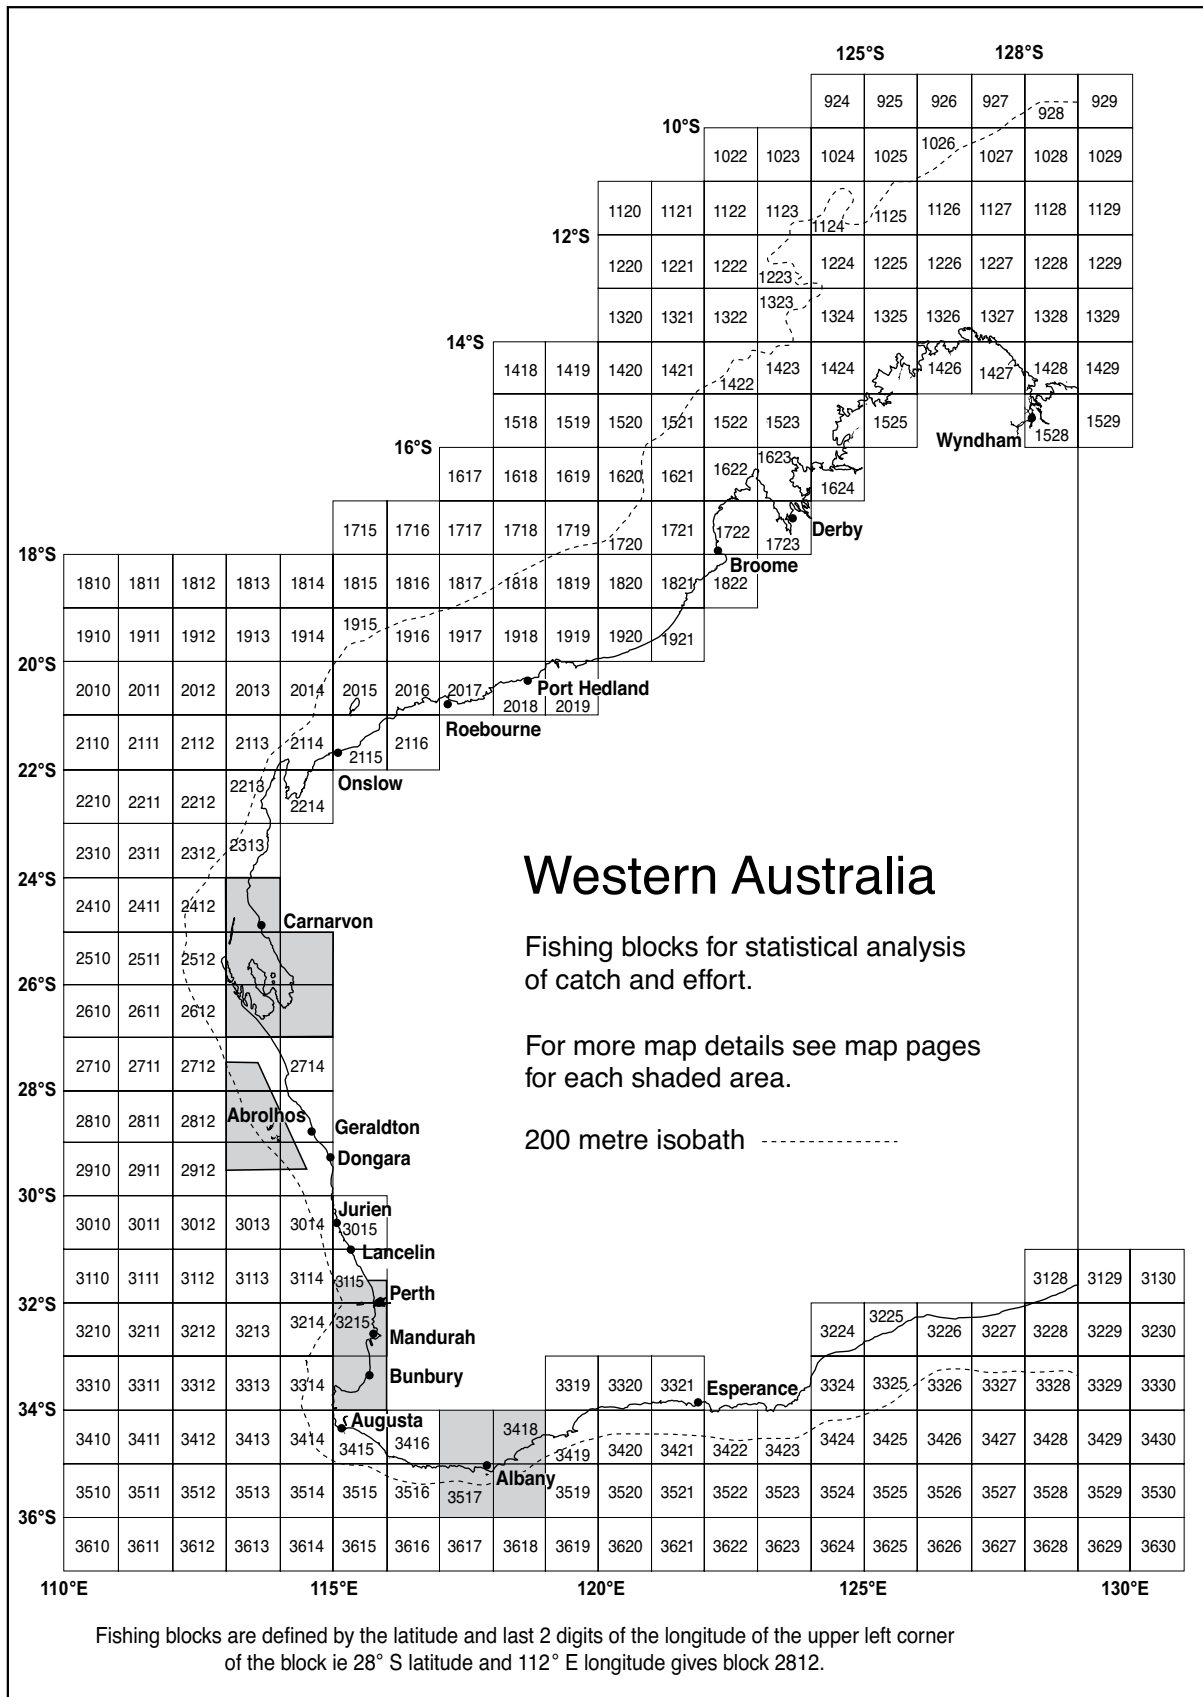 125°S 128°S
924 925 926 927 928 929
10°S
1022 1023 1024 1025 1026 1027 1028 1029
1120 1121 1122 1123 1124 1125 1126 1127 1128 1129
12°S
1220 1221 1222 1223 1224 1225 1226 1227 1228 1229
1320 1321 1322 1323 1324 1325 1326 1327 1328 1329
14°S
1418 1419 1420 1421 1422 1423 1424 1426 1427 1428 1429
1518 1519 1520 1521 1522 1523 1525 Wyndham 1528 1529
16°S
1617 1618 1619 1620 1621 1622 1623 1624
1715 1716 1717 1718 1719 1720 1721 1722 1723 Derby
18°S Broome
1810 1811 1812 1813 1814 1815 1816 1817 1818 1819 1820 1821 1822
1910 1911 1912 1913 1914 1915 1916 1917 1918 1919 1920 1921
20°S
2010 2011 2012 2013 2014 2015 2016 2017 Port Hedland
2018 2019
Roebourne
2110 2111 2112 2113 2114 2115 2116
22°S Onslow
2210 2211 2212 2213 2214
2310 2311 2312 2313
24°S
Western Australia
2410 2411 2412 Carnarvon
Fishing blocks for statistical analysis
of catch and effort.
2510 2511 2512
26°S
2610 2611 2612
For more map details see map pages
for each shaded area.
2710 2711 2712 2714
28°S
2810 2811 2812 Abrolhos Geraldton
200 metre isobath
Dongara
2910 2911 2912
30°S
Jurien
3010 3011 3012 3013 3014 3015
Lancelin
3110 3111 3112 3113 3114 3115 3128 3129 3130
Perth
32°S
3210 3211 3212 3213 3214 3215 Mandurah 3224 3225 3226 3227 3228 3229 3230
3310 3311 3312 3313 3314 Bunbury 3319 3320 3321 Esperance 3324 3325 3326 3327 3328 3329 3330
34°S
Augusta
3410 3411 3412 3413 3414 3415 3416 3418 3419 3420 3421 3422 3423 3424 3425 3426 3427 3428 3429 3430
Albany
3510 3511 3512 3513 3514 3515 3516 3517 3519 3520 3521 3522 3523 3524 3525 3526 3527 3528 3529 3530
36°S
3610 3611 3612 3613 3614 3615 3616 3617 3618 3619 3620 3621 3622 3623 3624 3625 3626 3627 3628 3629 3630
110°E 115°E 120°E 125°E 130°E
Fishing blocks are defined by the latitude and last 2 digits of the longitude of the upper left corner
of the block ie 28° S latitude and 112° E longitude gives block 2812.